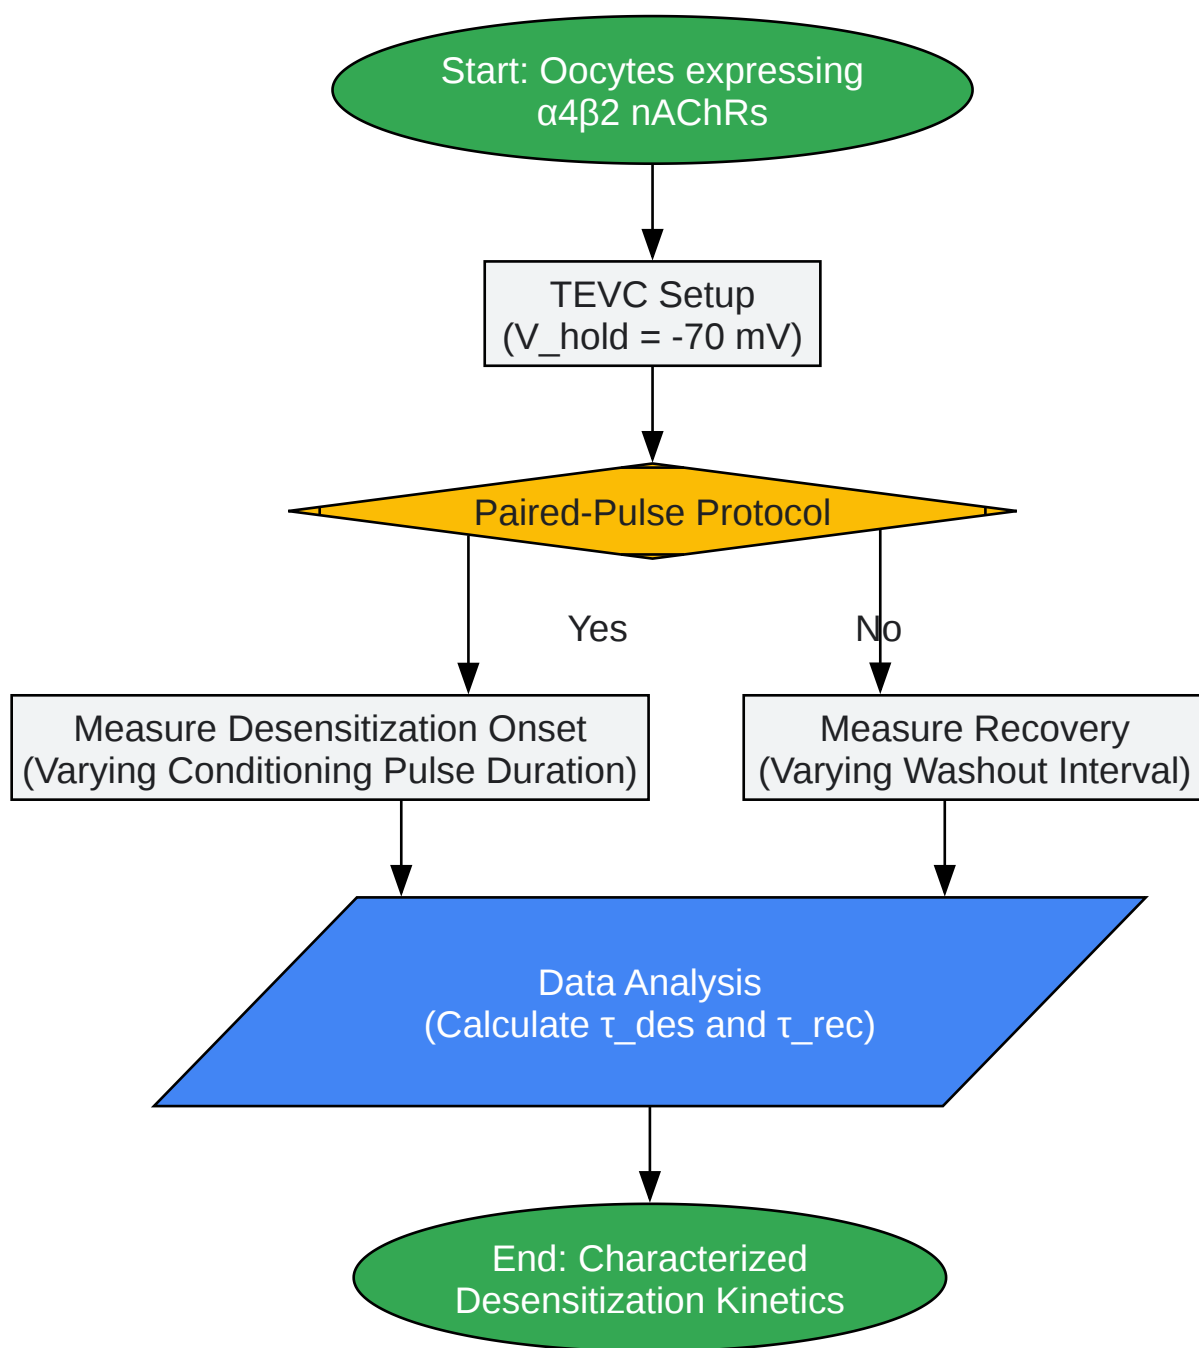 Start: Oocytes expressing
α4β2 nAChRs
TEVC Setup
(V_hold = -70 mV)
Paired-Pulse Protocol
Yes
No
Measure Desensitization Onset
(Varying Conditioning Pulse Duration)
Measure Recovery
(Varying Washout Interval)
Data Analysis
(Calculate τ_des and τ_rec)
End: Characterized
Desensitization Kinetics